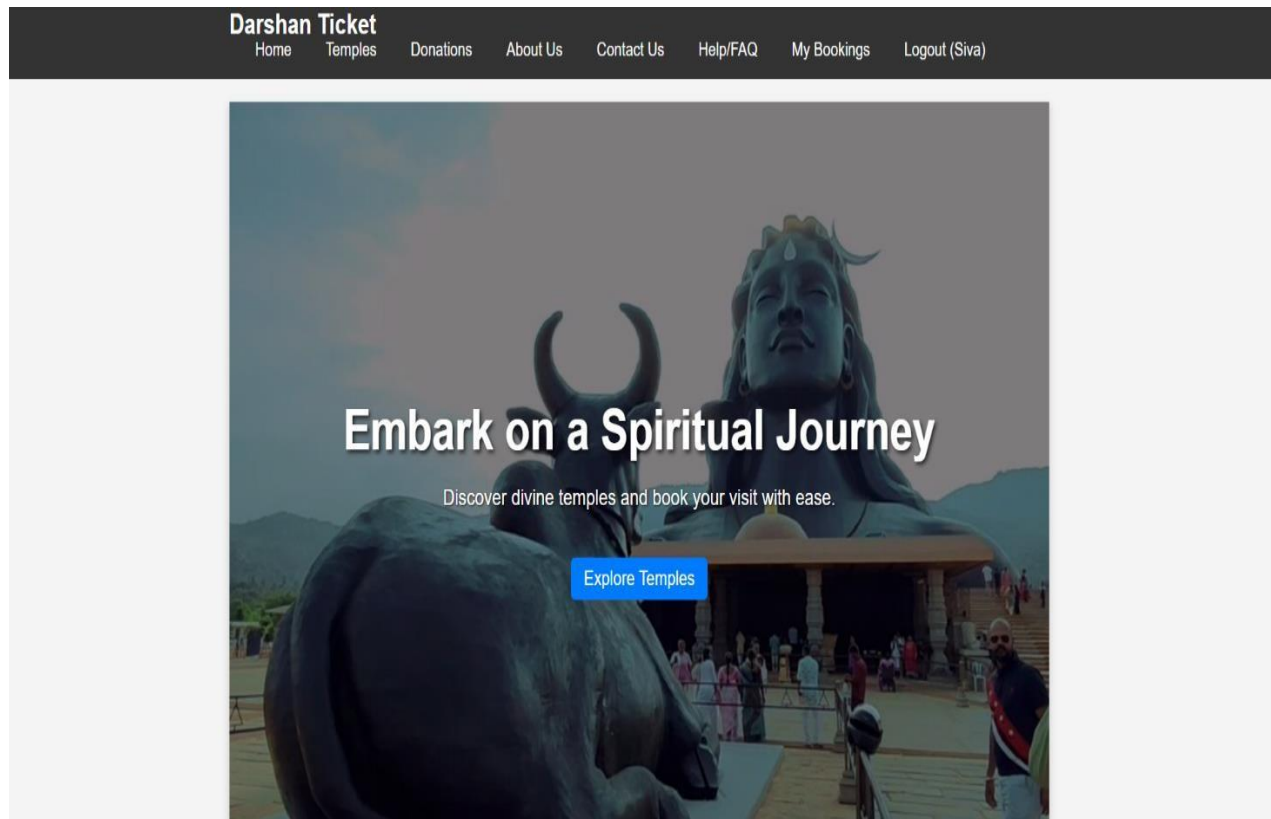 Darshan Ticket
Home Temples Donations About Us Contact Us Help/FAQ My Bookings Logout (Siva)
Embark on a Spiritual Journey
Discover divine temples and book your visit with ease.
Explore Temples